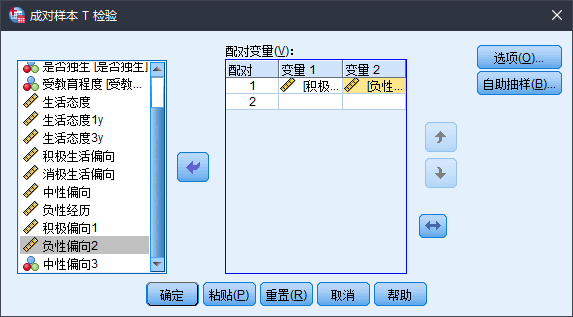 成对样本 T 检验
配对变量(V):
是否独生 [是否独生...
受教育程度 [受教...
生活态度
生活态度1y
生活态度3y
积极生活偏向
消极生活偏向
中性偏向
负性经历
积极偏向1
负性偏向2
中性偏向3
配对 变量 1 变量 2
1 [积极... [负性...
2
选项(O)...
自助抽样(B)...
确定 粘贴(P) 重置(R) 取消 帮助